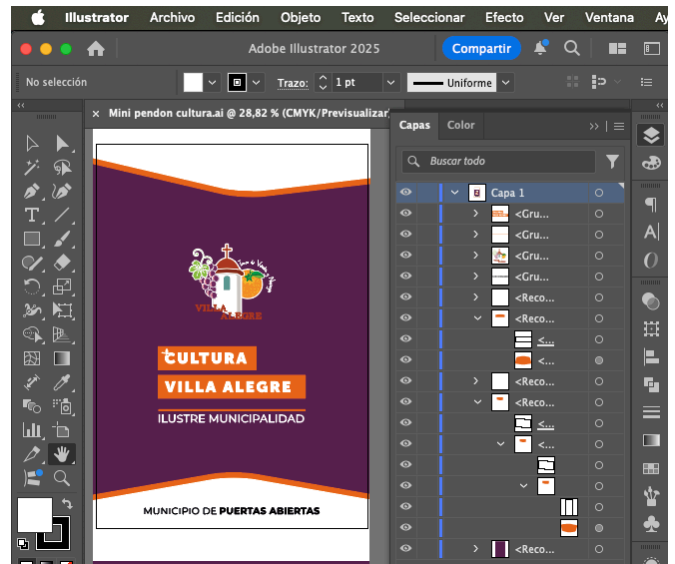 Illustrator Archivo Edición Objeto Texto Seleccionar Efecto Ver Ventana Ay
Adobe Illustrator 2025
Compartir
No selección
Trazo: 1 pt
Uniforme
× Mini pendon cultura.ai @ 28,82 % (CMYK/Previsualizar)
Capas Color
Buscar todo
Capa 1
<Gru...
<Gru...
<Gru...
<Gru...
<Reco...
<Reco...
<...
<...
<Reco...
<Reco...
<...
<...
<Reco...
VILLA
ALEGRE
CULTURA
VILLA ALEGRE
ILUSTRE MUNICIPALIDAD
MUNICIPIO DE PUERTAS ABIERTAS